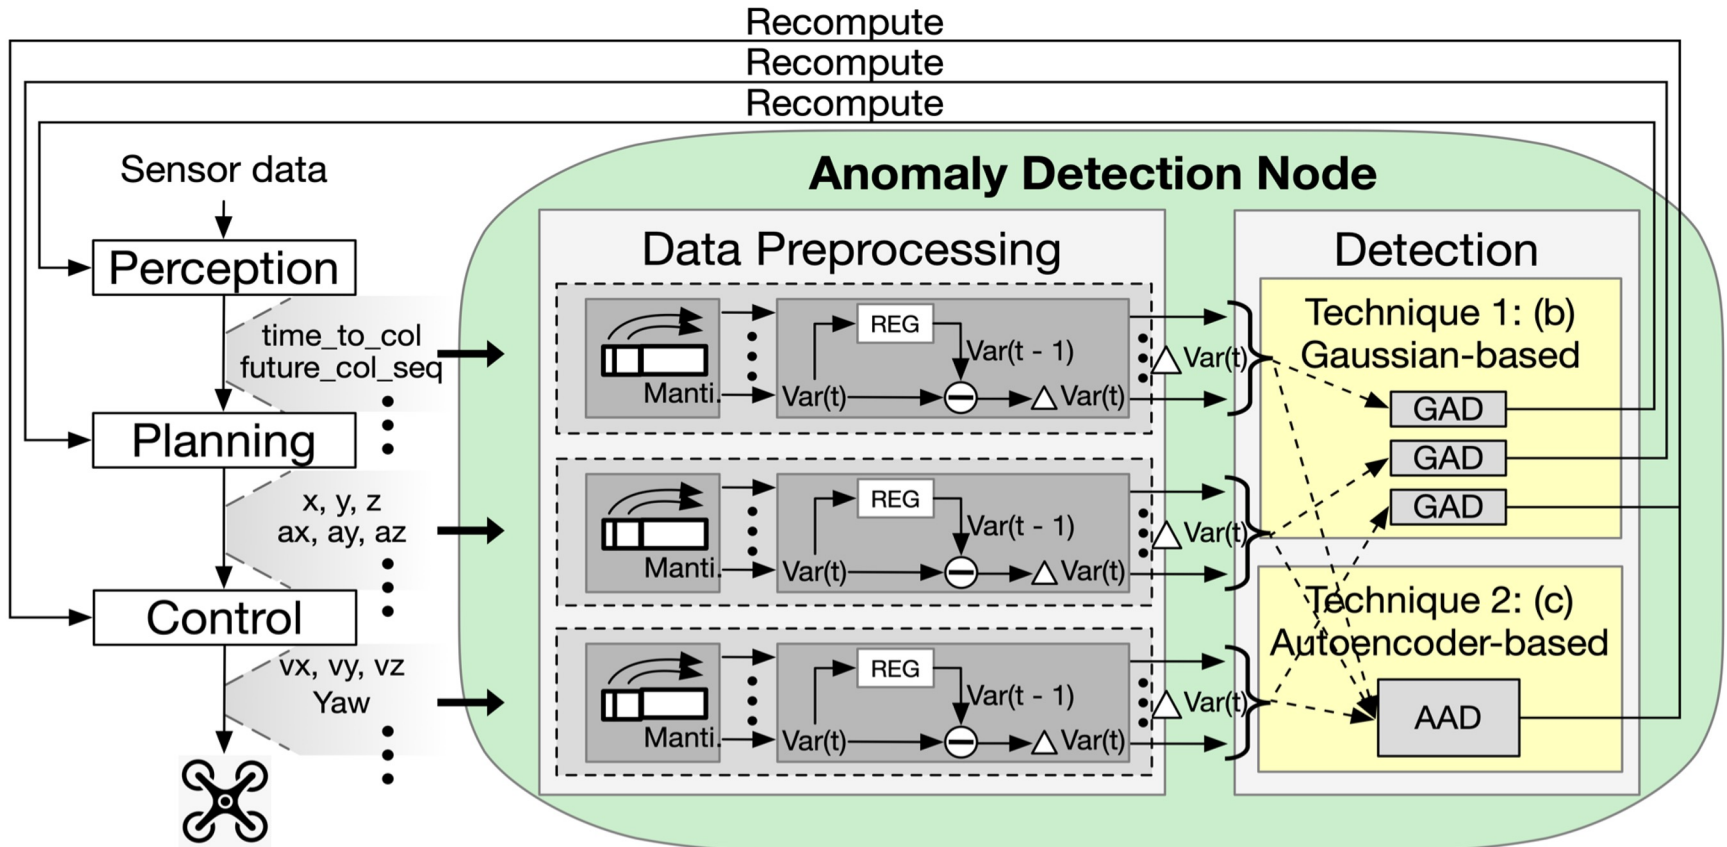 Recompute
Recompute
Recompute
Sensor data
Perception
time_to_col
future_col_seq
Planning
x, y, z
ax, ay, az
Control
vx, vy, vz
Yaw
Anomaly Detection Node
Data Preprocessing
Manti.
REG
Var(t - 1)
Var(t)
△ Var(t)
△ Var(t)
Manti.
REG
Var(t - 1)
Var(t)
△ Var(t)
△ Var(t)
Manti.
REG
Var(t - 1)
Var(t)
△ Var(t)
△ Var(t)
Detection
Technique 1: (b)
Gaussian-based
GAD
GAD
GAD
Technique 2: (c)
Autoencoder-based
AAD